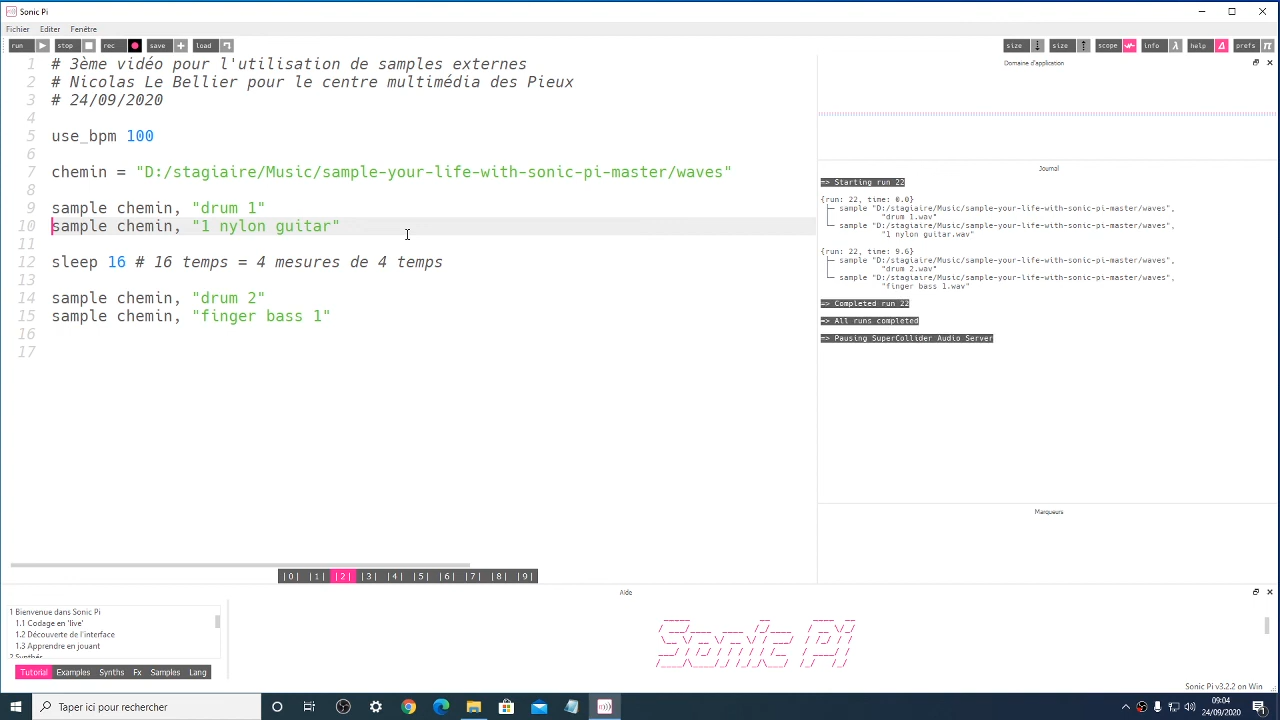 Sonic Pi
Fichier Editer Fenêtre
run stop rec save load size size scope info help prefs
1 # 3ème vidéo pour l'utilisation de samples externes
2 # Nicolas Le Bellier pour le centre multimédia des Pieux
3 # 24/09/2020
4
5 use_bpm 100
6
7 chemin = "D:/stagiaire/Music/sample-your-life-with-sonic-pi-master/waves"
8
9 sample chemin, "drum 1"
10 sample chemin, "1 nylon guitar"
11
12 sleep 16 # 16 temps = 4 mesures de 4 temps
13
14 sample chemin, "drum 2"
15 sample chemin, "finger bass 1"
16
17
|0| |1| |2| |3| |4| |5| |6| |7| |8| |9|
Domaine d'application
Journal
=> Starting run 22
{run: 22, time: 0.0}
├─ sample "D:/stagiaire/Music/sample-your-life-with-sonic-pi-master/waves",
"drum 1.wav"
└─ sample "D:/stagiaire/Music/sample-your-life-with-sonic-pi-master/waves",
"1 nylon guitar.wav"
{run: 22, time: 9.6}
├─ sample "D:/stagiaire/Music/sample-your-life-with-sonic-pi-master/waves",
"drum 2.wav"
└─ sample "D:/stagiaire/Music/sample-your-life-with-sonic-pi-master/waves",
"finger bass 1.wav"
=> Completed run 22
=> All runs completed
=> Pausing SuperCollider Audio Server
Marqueurs
Aide
1 Bienvenue dans Sonic Pi
1.1 Codage en 'live'
1.2 Découverte de l'interface
1.3 Apprendre en jouant
2 Synthés
Tutorial Examples Synths Fx Samples Lang
Sonic Pi
Sonic Pi v3.2.2 on Win
Taper ici pour rechercher
09:04
24/09/2020